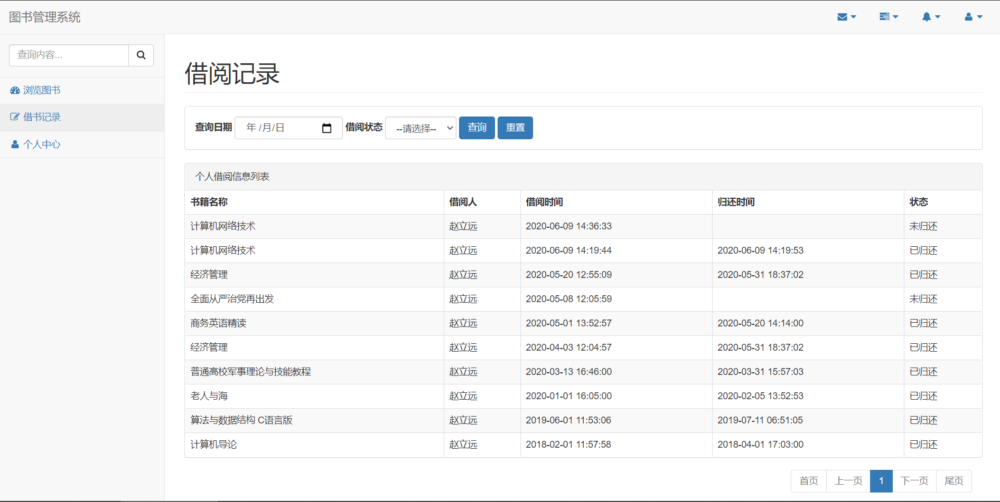 图书管理系统
查询内容...
浏览图书
借书记录
个人中心
借阅记录
查询日期 年 /月/日 借阅状态 --请选择-- 查询 重置
个人借阅信息列表
书籍名称 借阅人 借阅时间 归还时间 状态
计算机网络技术 赵立远 2020-06-09 14:36:33 未归还
计算机网络技术 赵立远 2020-06-09 14:19:44 2020-06-09 14:19:53 已归还
经济管理 赵立远 2020-05-20 12:55:09 2020-05-31 18:37:02 已归还
全面从严治党再出发 赵立远 2020-05-08 12:05:59 未归还
商务英语精读 赵立远 2020-05-01 13:52:57 2020-05-20 14:14:00 已归还
经济管理 赵立远 2020-04-03 12:04:57 2020-05-31 18:37:02 已归还
普通高校军事理论与技能教程 赵立远 2020-03-13 16:46:00 2020-03-31 15:57:03 已归还
老人与海 赵立远 2020-01-01 16:05:00 2020-02-05 13:52:53 已归还
算法与数据结构 C语言版 赵立远 2019-06-01 11:53:06 2019-07-11 06:51:05 已归还
计算机导论 赵立远 2018-02-01 11:57:58 2018-04-01 17:03:00 已归还
首页 上一页 1 下一页 尾页